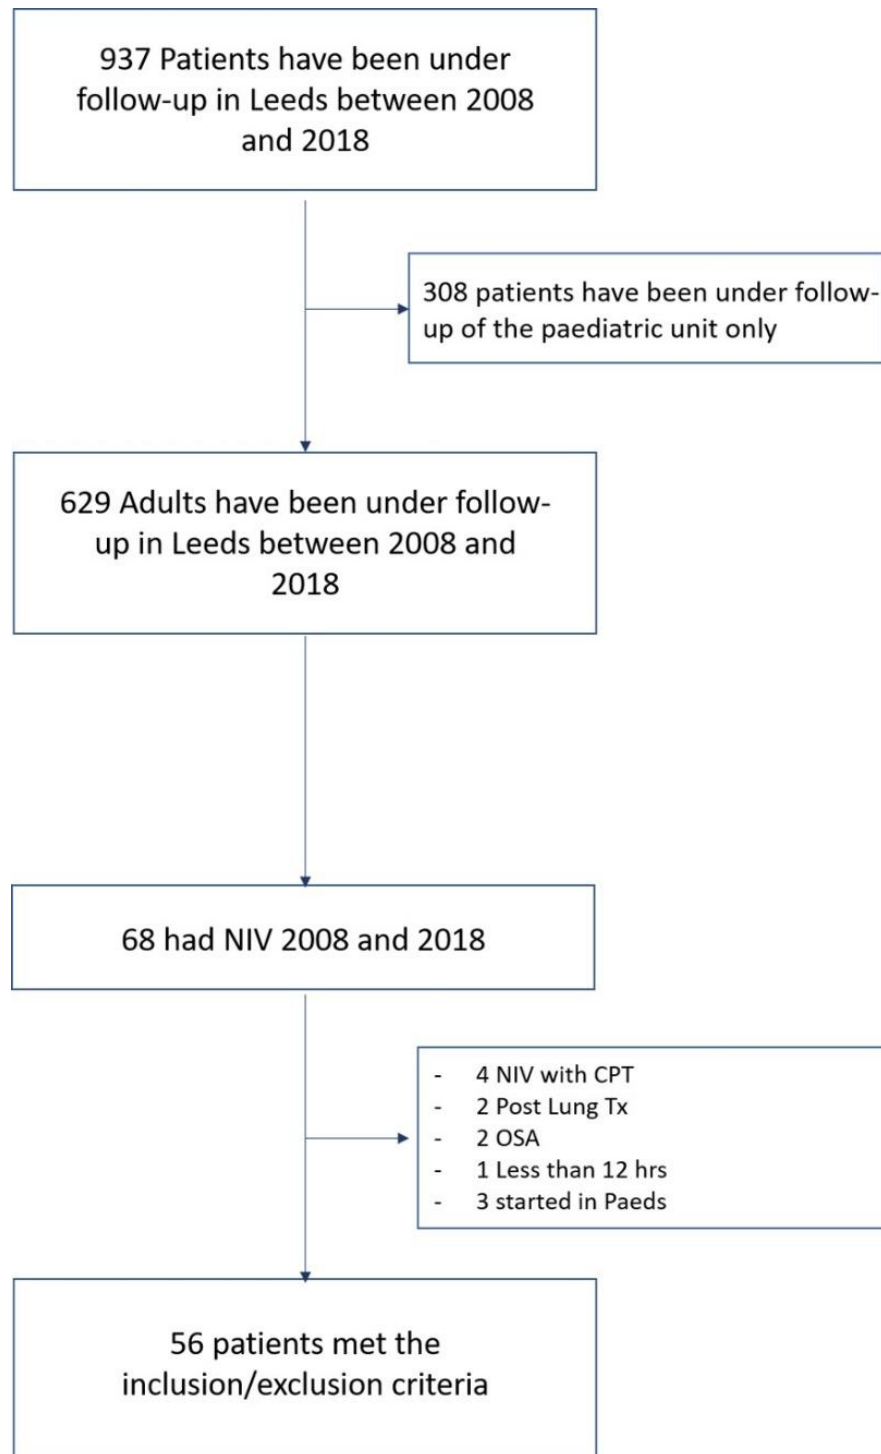 937 Patients have been under
follow-up in Leeds between 2008
and 2018
308 patients have been under follow-
up of the paediatric unit only
629 Adults have been under follow-
up in Leeds between 2008 and
2018
68 had NIV 2008 and 2018
- 4 NIV with CPT
- 2 Post Lung Tx
- 2 OSA
- 1 Less than 12 hrs
- 3 started in Paeds
56 patients met the
inclusion/exclusion criteria